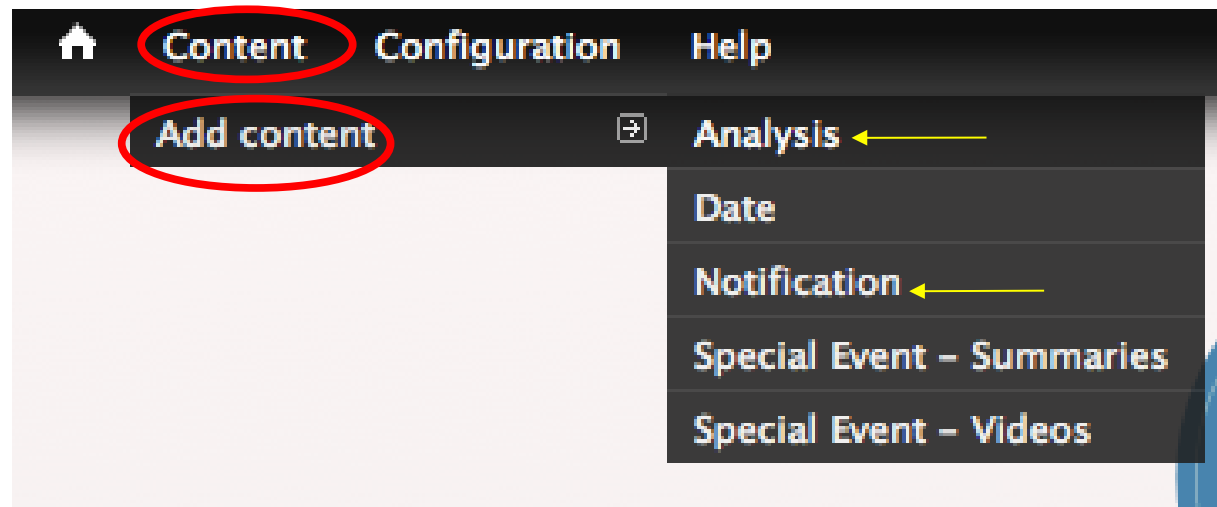 Content Configuration Help
Add content Analysis
Date
Notification
Special Event – Summaries
Special Event – Videos